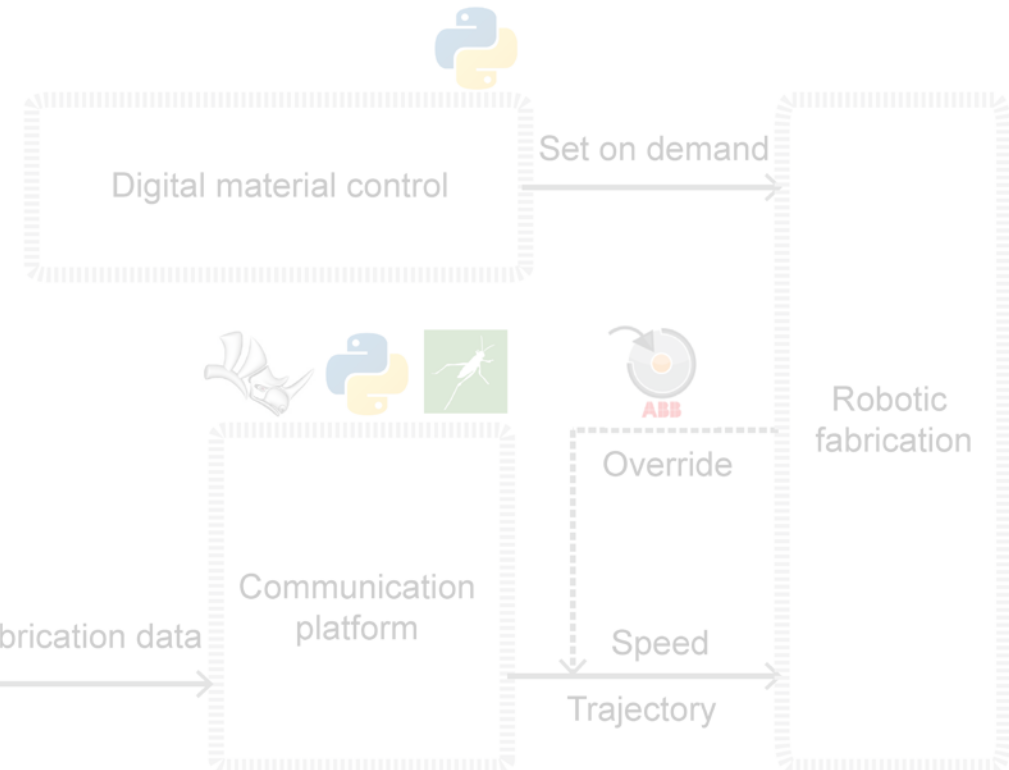 Digital material control
Set on demand
ABB
Override
Robotic
fabrication
Communication
platform
brication data
Speed
Trajectory